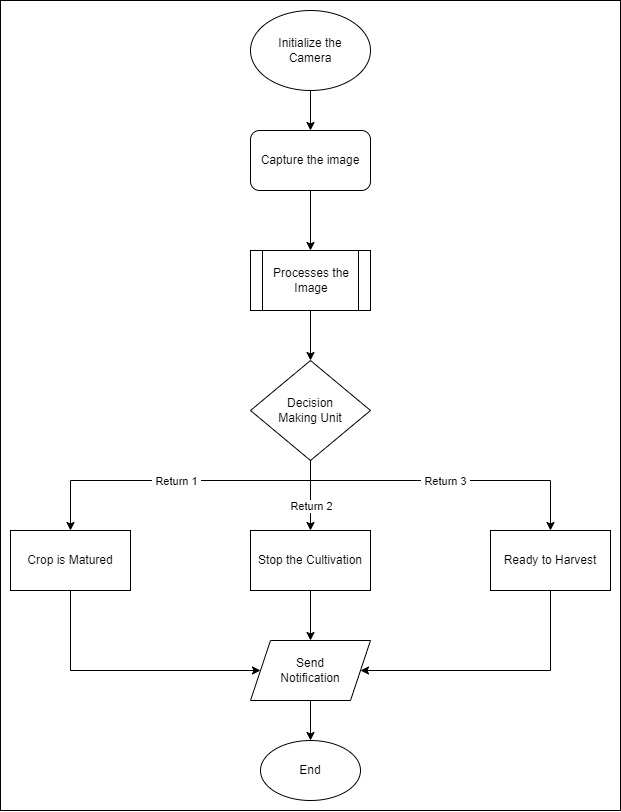 Initialize the
Camera
Capture the image
Processes the
Image
Decision
Making Unit
Return 1
Return 3
Return 2
Crop is Matured
Stop the Cultivation
Ready to Harvest
Send
Notification
End